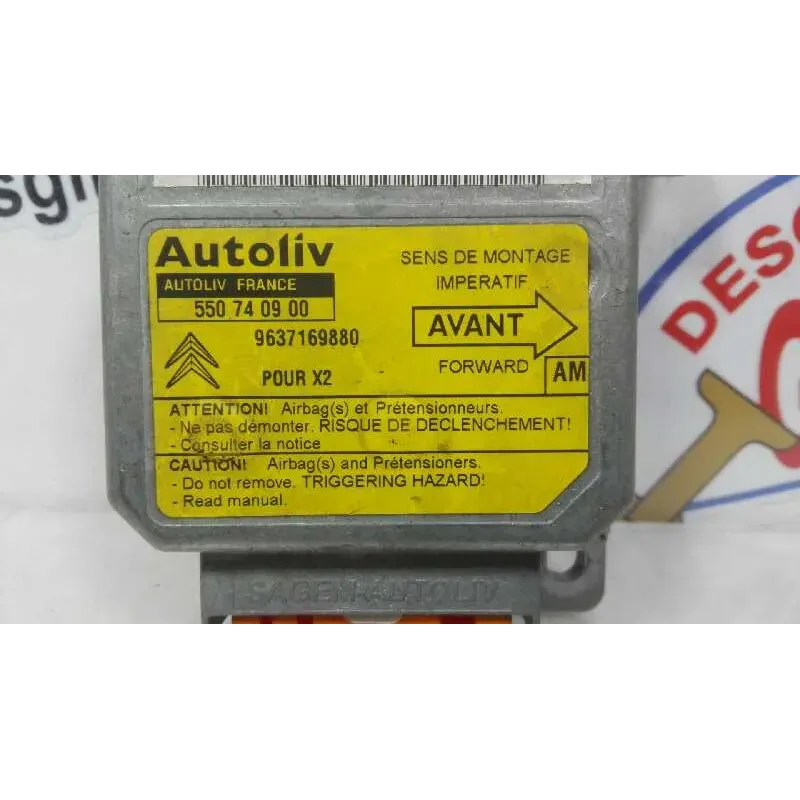 Autoliv
AUTOLIV FRANCE
550 74 09 00
9637169880
POUR X2
SENS DE MONTAGE
IMPERATIF
AVANT
FORWARD
AM
ATTENTION! Airbag(s) et Prétensionneurs.
- Ne pas démonter. RISQUE DE DECLENCHEMENT!
- Consulter la notice
CAUTION! Airbag(s) and Prétensioners.
- Do not remove. TRIGGERING HAZARD!
- Read manual.
SAGEM-AUTOLIV
DESG